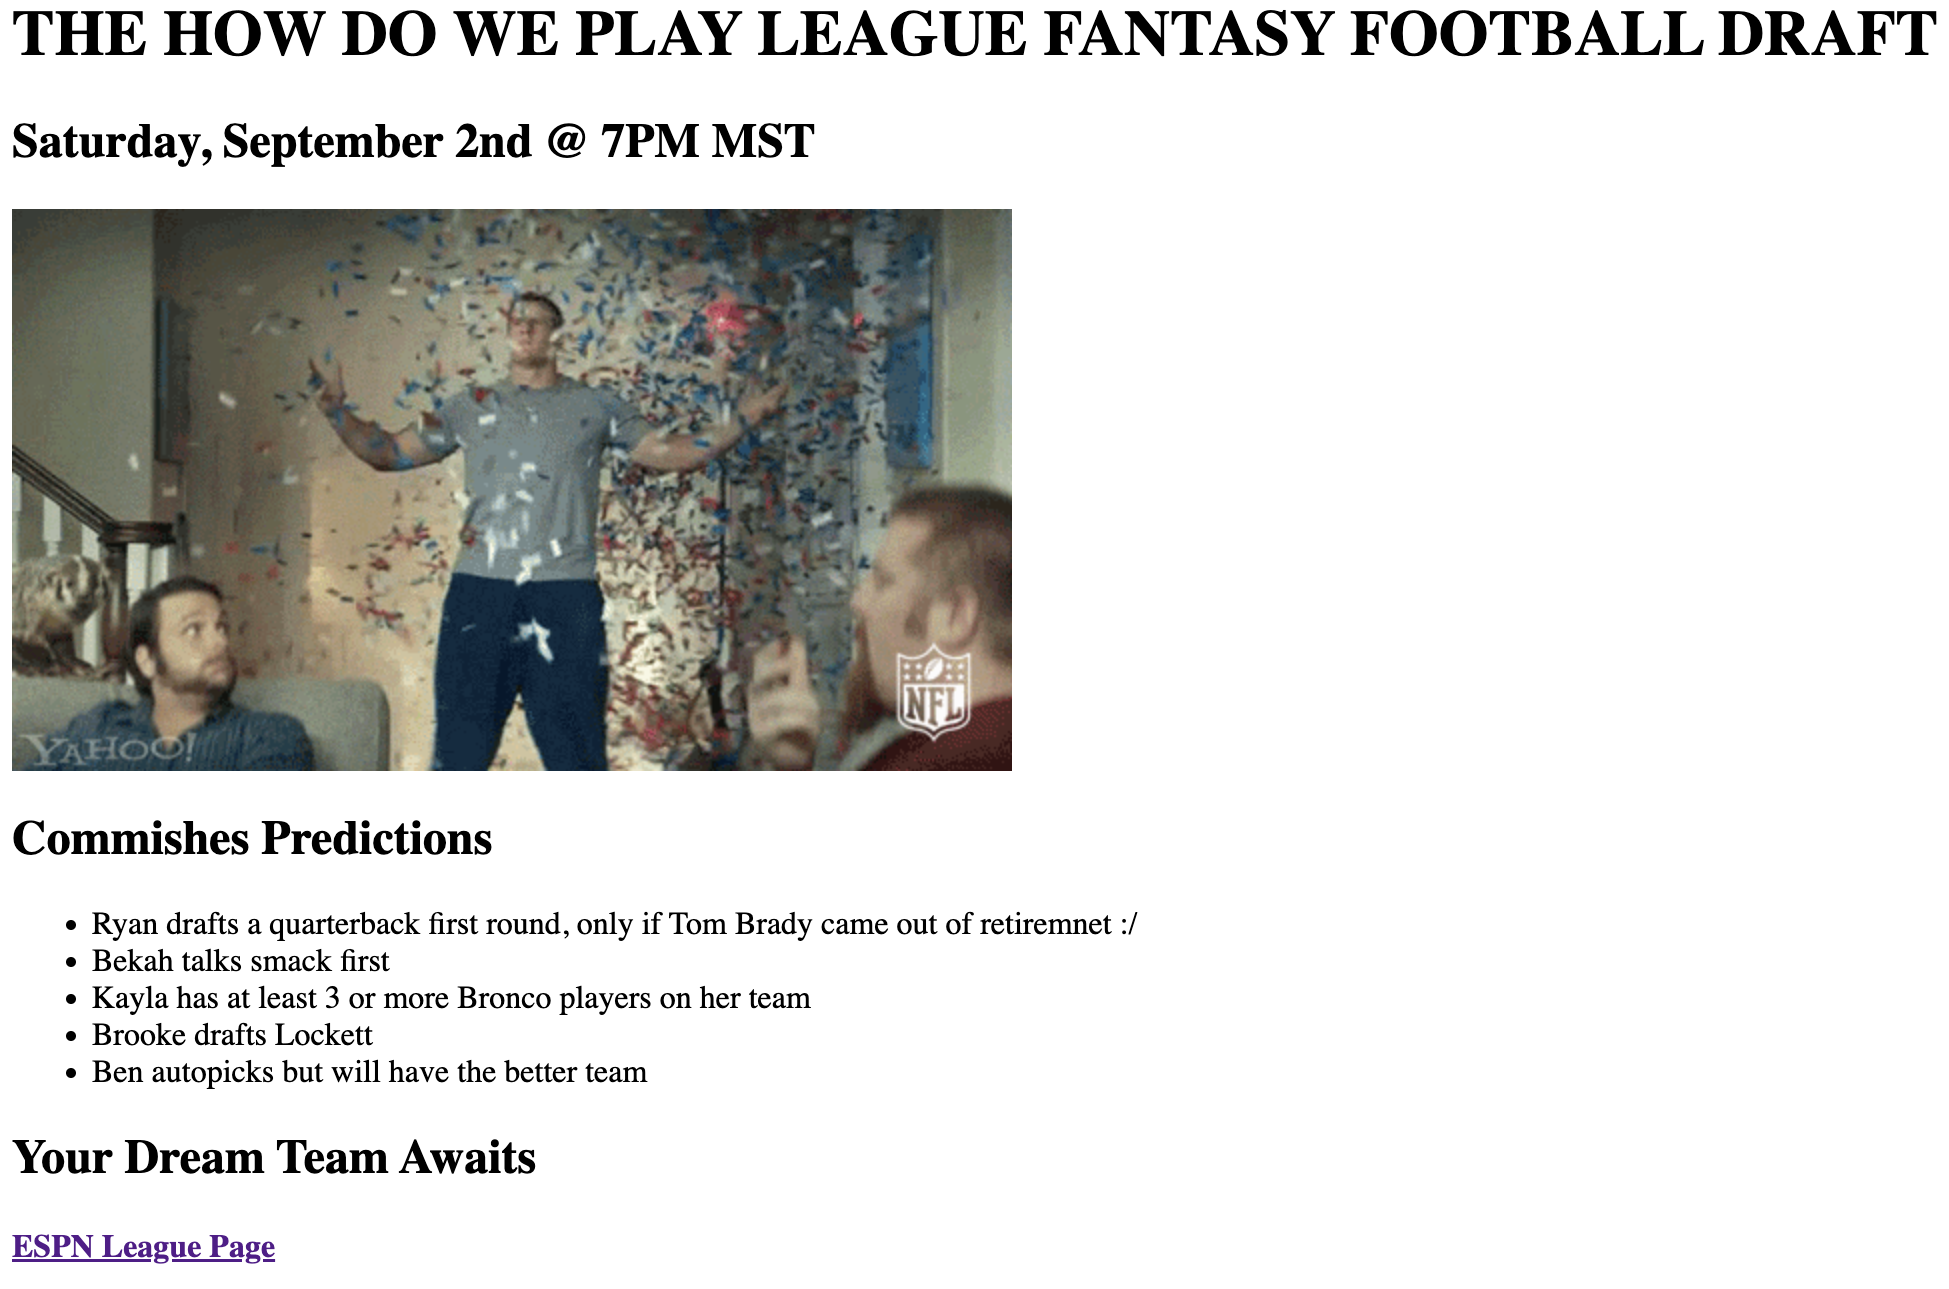 THE HOW DO WE PLAY LEAGUE FANTASY FOOTBALL DRAFT
Saturday, September 2nd @ 7PM MST
YAHOO!
NFL
Commishes Predictions
Ryan drafts a quarterback first round, only if Tom Brady came out of retiremnet :/
Bekah talks smack first
Kayla has at least 3 or more Bronco players on her team
Brooke drafts Lockett
Ben autopicks but will have the better team
Your Dream Team Awaits
ESPN League Page